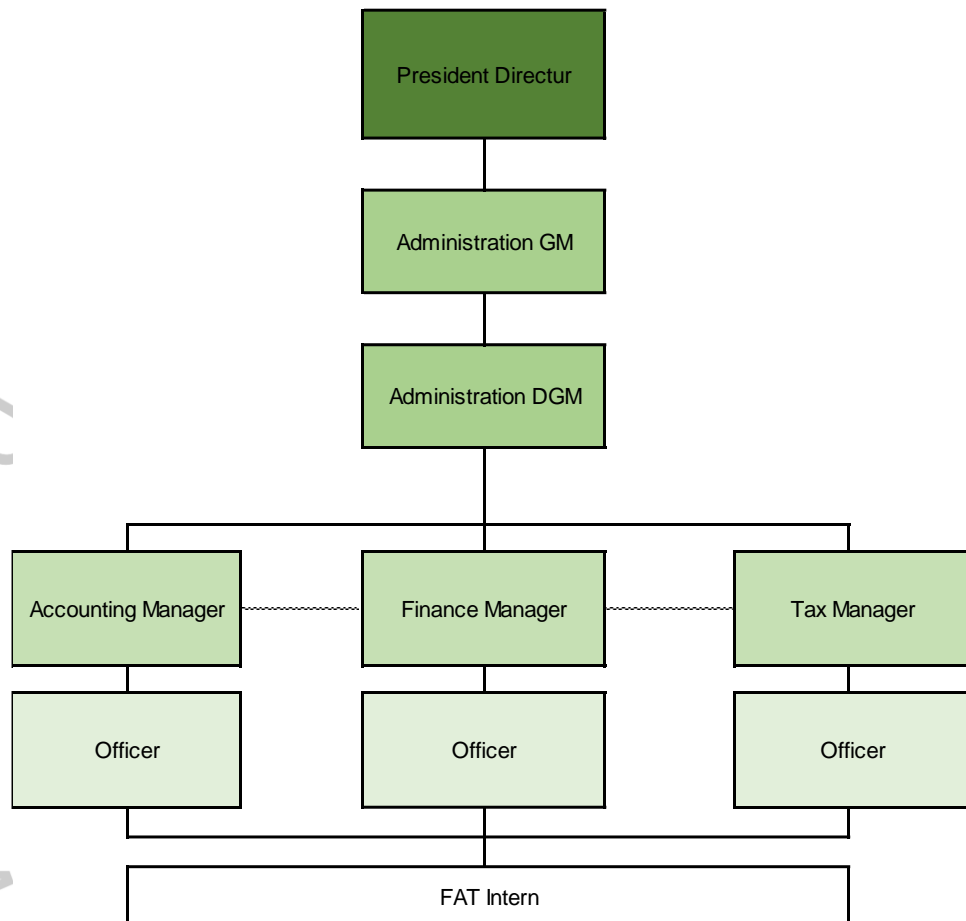 President Directur
Administration GM
Administration DGM
Accounting Manager
Finance Manager
Tax Manager
Officer
Officer
Officer
FAT Intern